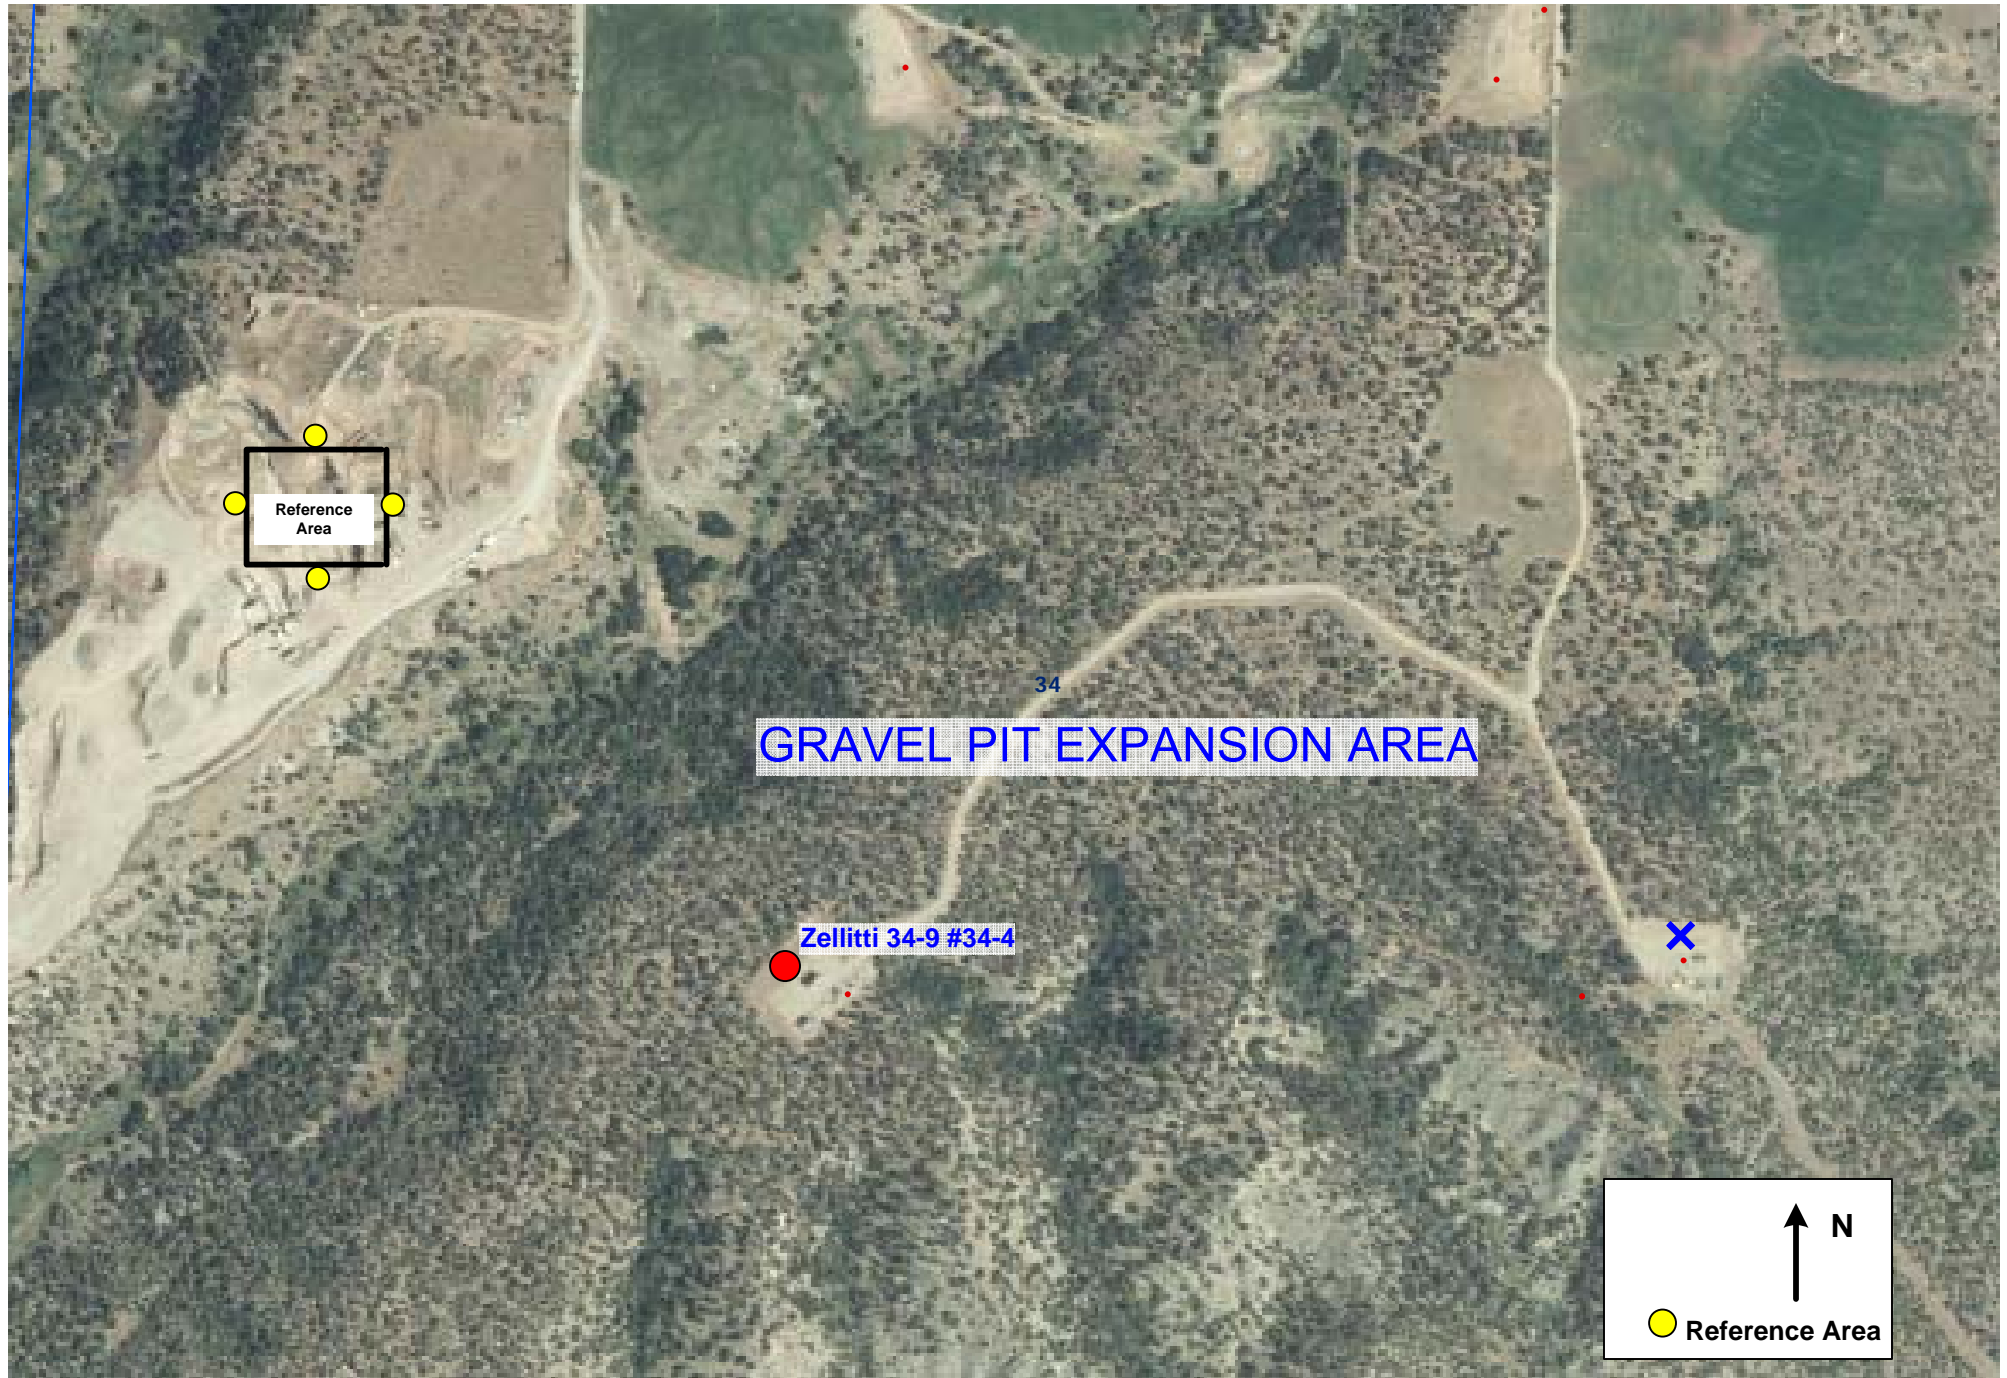 Reference
Area
34
GRAVEL PIT EXPANSION AREA
Zellitti 34-9 #34-4
N
Reference Area